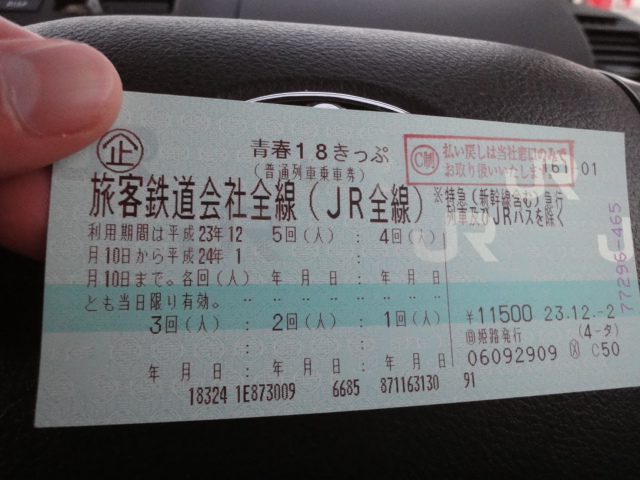 企
青春18きっぷ
(普通列車乗車券)
C制
払い戻しは当社窓口のみで
お取り扱いいたします
161-01
旅客鉄道会社全線(JR全線)
※特急(新幹線含む)急行
列車及びJRバスを除く
利用期間は平成23年12 5回(人) : 4回(人) :
月10日から平成24年 1
月10日まで。各回(人) 年 月 日 年 月 日
とも当日限り有効。
3回(人) : 2回(人) : 1回(人) :
年 月 日 年 月 日 年 月 日
¥11500 23.12.-2
姫路発行 (4-タ)
06092909 C50
18324 1E873009 6685 871163130 91
77296-465
JR